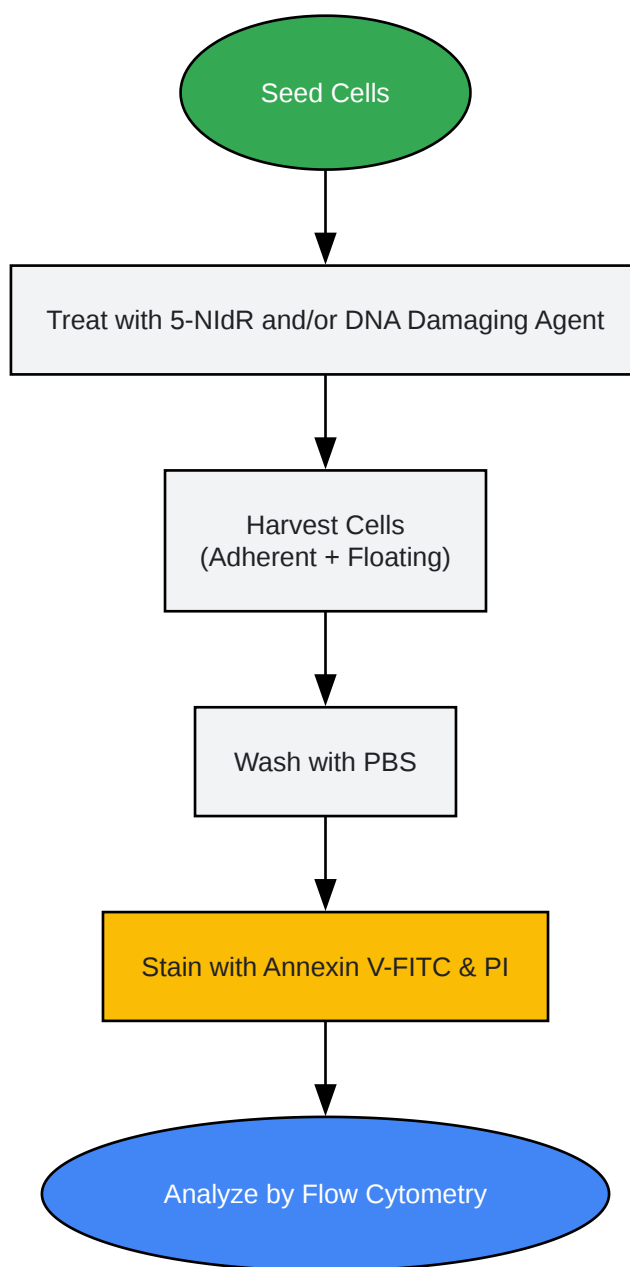 Seed Cells
Treat with 5-NIdR and/or DNA Damaging Agent
Harvest Cells
(Adherent + Floating)
Wash with PBS
Stain with Annexin V-FITC & PI
Analyze by Flow Cytometry